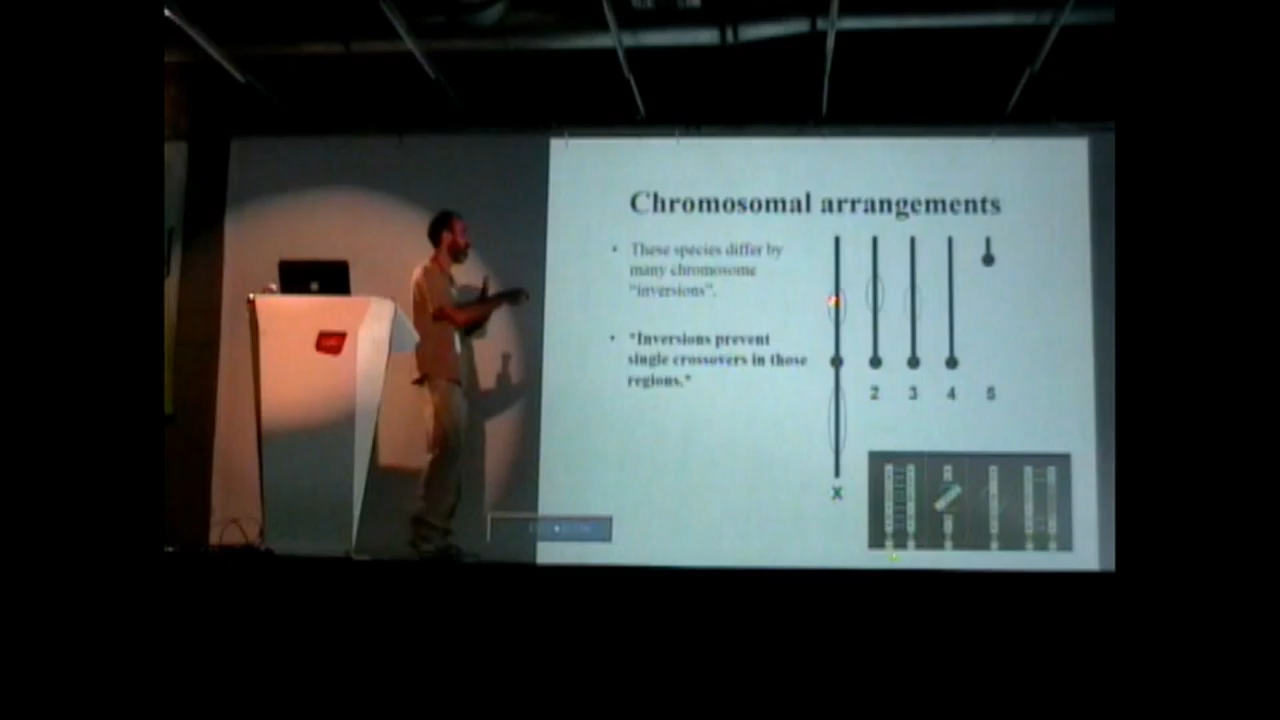 Chromosomal arrangements
• These species differ by
many chromosome
"inversions".
• *Inversions prevent
single crossovers in those
regions.*
2 3 4 5
X